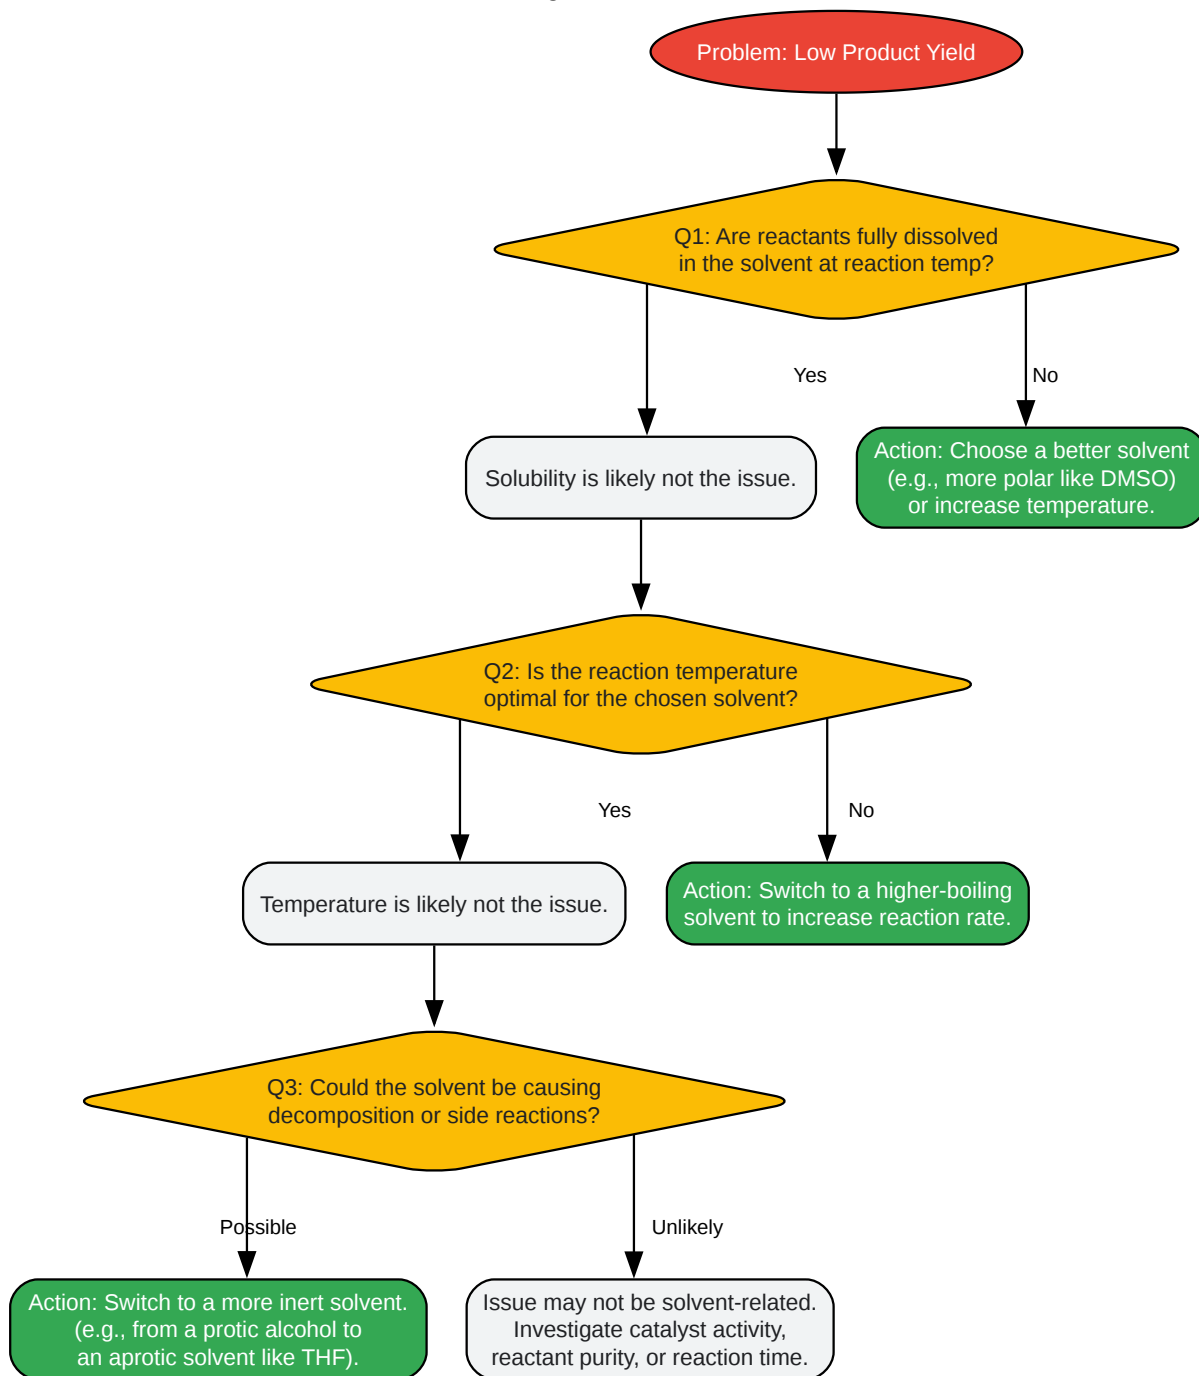 Problem: Low Product Yield
Q1: Are reactants fully dissolved
in the solvent at reaction temp?
Yes
No
Solubility is likely not the issue.
Action: Choose a better solvent
(e.g., more polar like DMSO)
or increase temperature.
Q2: Is the reaction temperature
optimal for the chosen solvent?
Yes
No
Temperature is likely not the issue.
Action: Switch to a higher-boiling
solvent to increase reaction rate.
Q3: Could the solvent be causing
decomposition or side reactions?
Possible
Unlikely
Action: Switch to a more inert solvent.
(e.g., from a protic alcohol to
an aprotic solvent like THF).
Issue may not be solvent-related.
Investigate catalyst activity,
reactant purity, or reaction time.